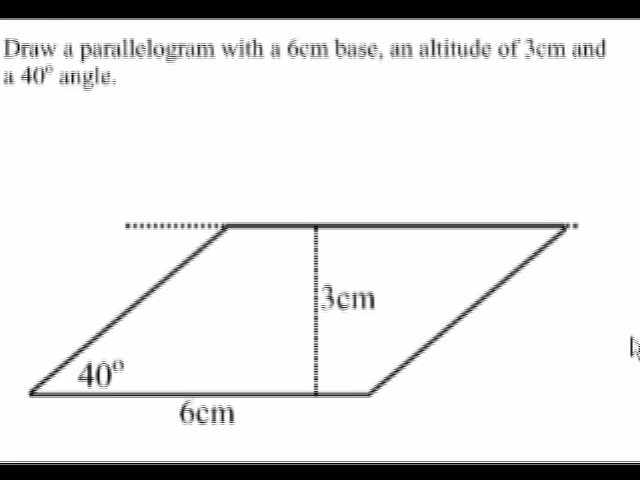 Draw a parallelogram with a 6cm base, an altitude of 3cm and
a 40° angle.
3cm
40°
6cm